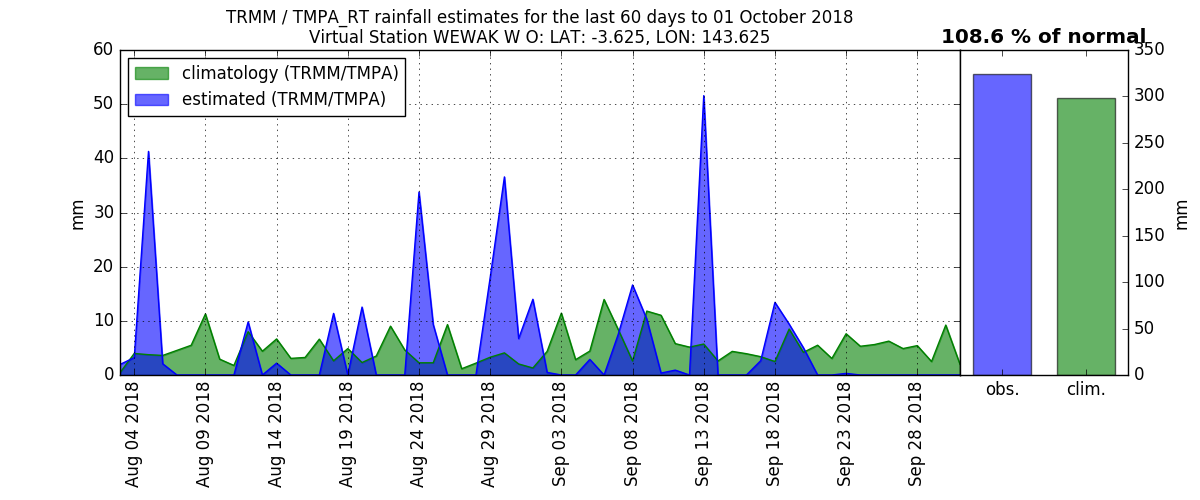 TRMM / TMPA_RT rainfall estimates for the last 60 days to 01 October 2018
Virtual Station WEWAK W O: LAT: -3.625, LON: 143.625
108.6 % of normal
climatology (TRMM/TMPA)
estimated (TRMM/TMPA)
60
50
40
30
20
10
0
mm
Aug 04 2018
Aug 09 2018
Aug 14 2018
Aug 19 2018
Aug 24 2018
Aug 29 2018
Sep 03 2018
Sep 08 2018
Sep 13 2018
Sep 18 2018
Sep 23 2018
Sep 28 2018
350
300
250
200
150
100
50
0
mm
obs.
clim.